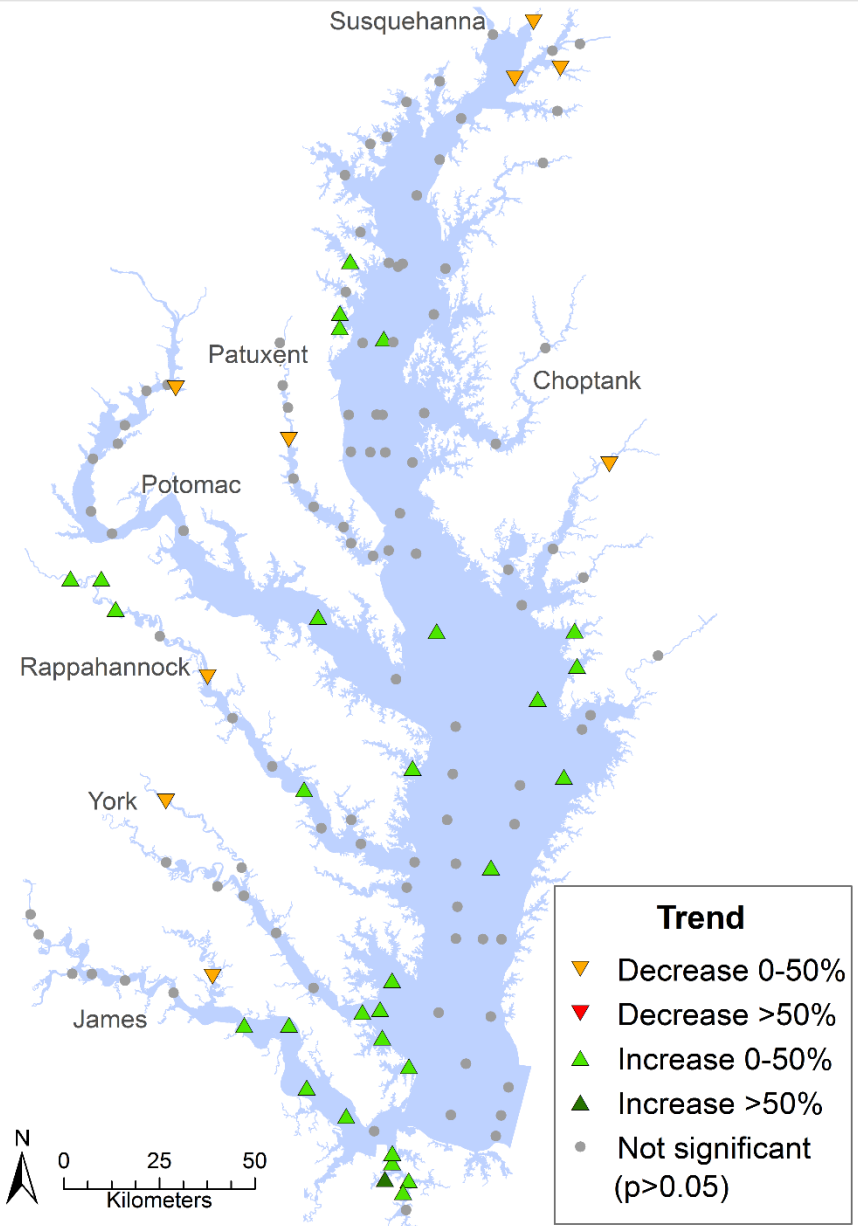 Susquehanna
Patuxent
Choptank
Potomac
Rappahannock
York
James
N
0 25 50
Kilometers
Trend
Decrease 0-50%
Decrease >50%
Increase 0-50%
Increase >50%
Not significant
(p>0.05)